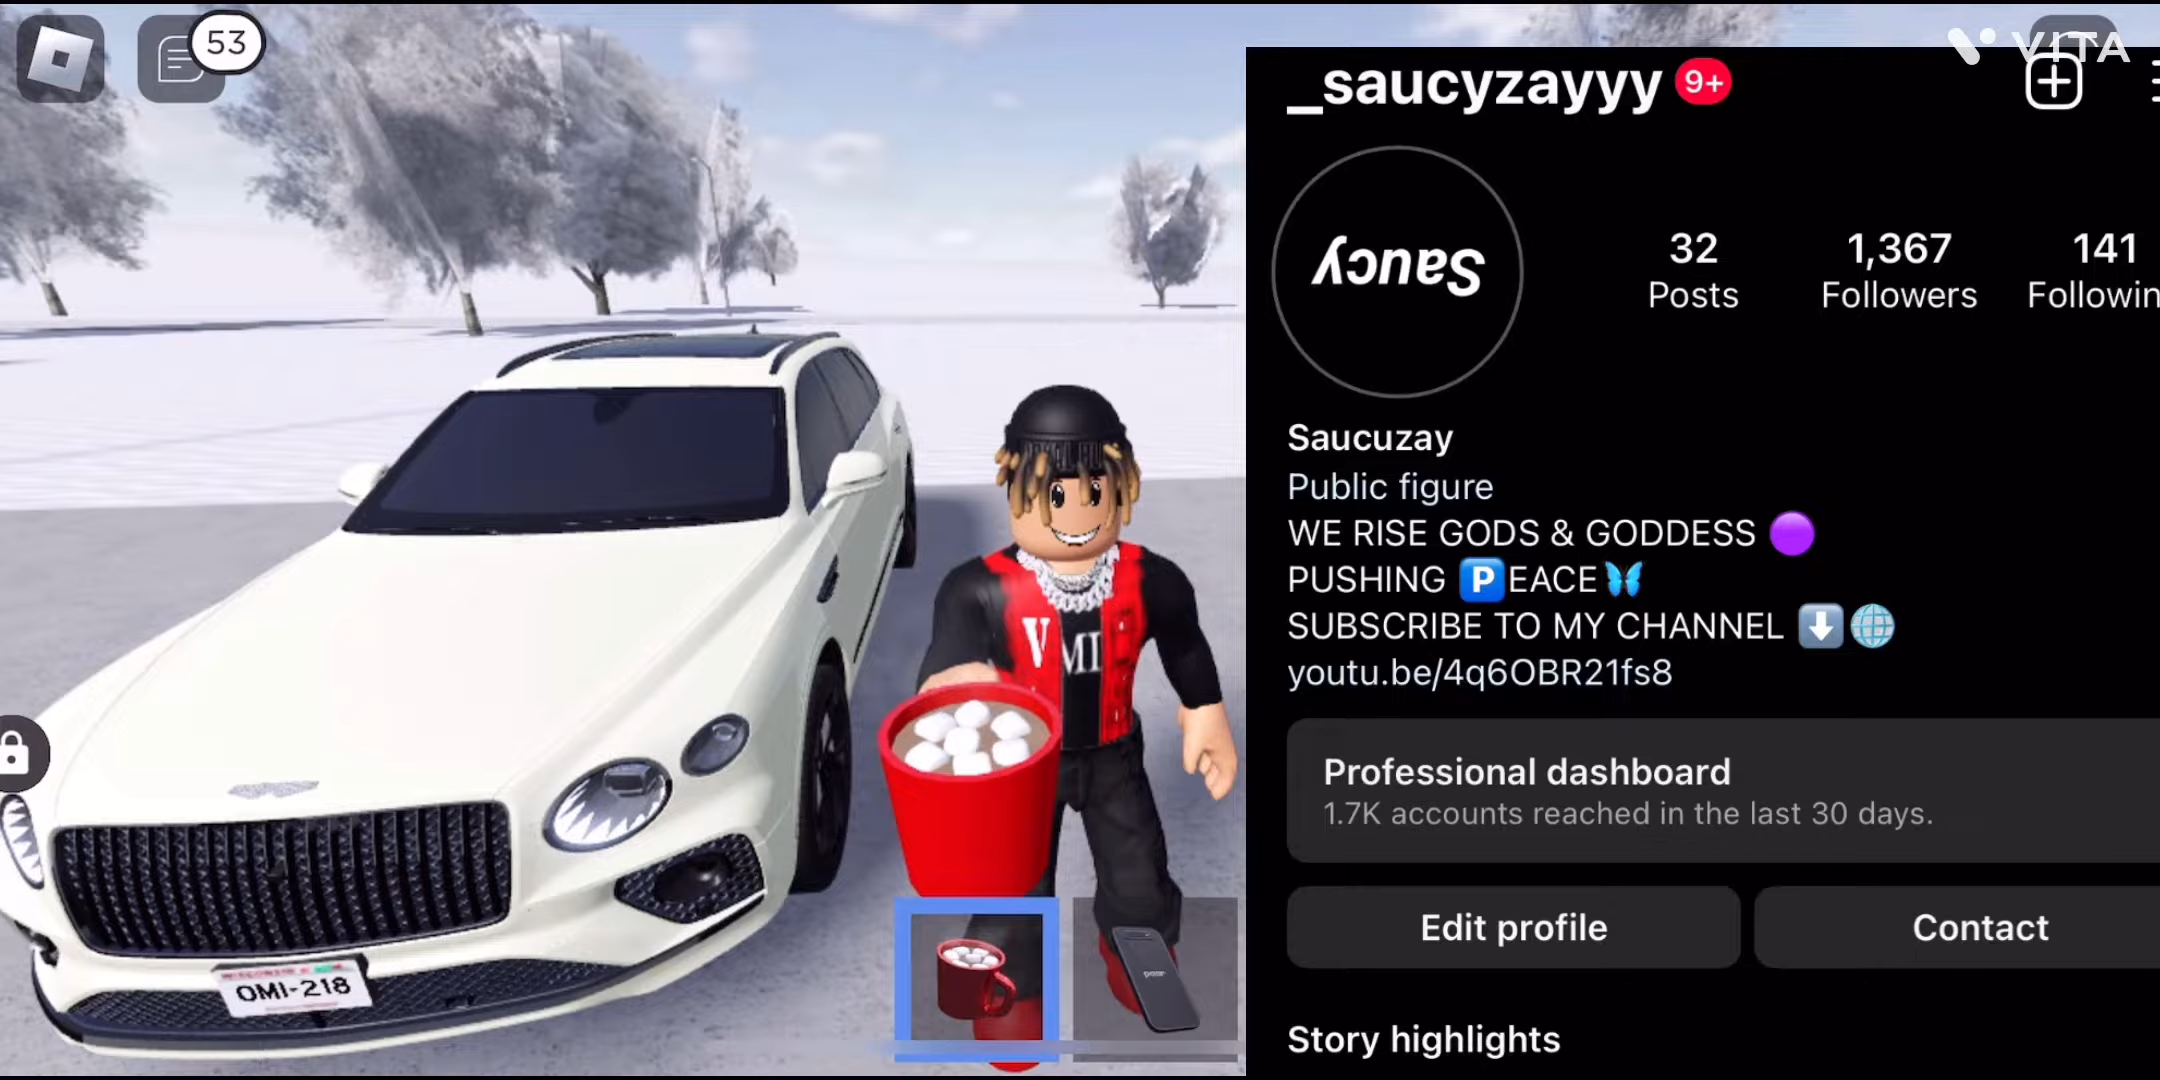 53
VITA
_saucyzayyy 9+
Saucy
32
Posts
1,367
Followers
141
Followin
Saucuzay
Public figure
WE RISE GODS & GODDESS 🟣
PUSHING 🅿️EACE🦋
SUBSCRIBE TO MY CHANNEL ⬇️🌐
youtu.be/4q6OBR21fs8
Professional dashboard
1.7K accounts reached in the last 30 days.
Edit profile
Contact
Story highlights
V
MI
OMI-218